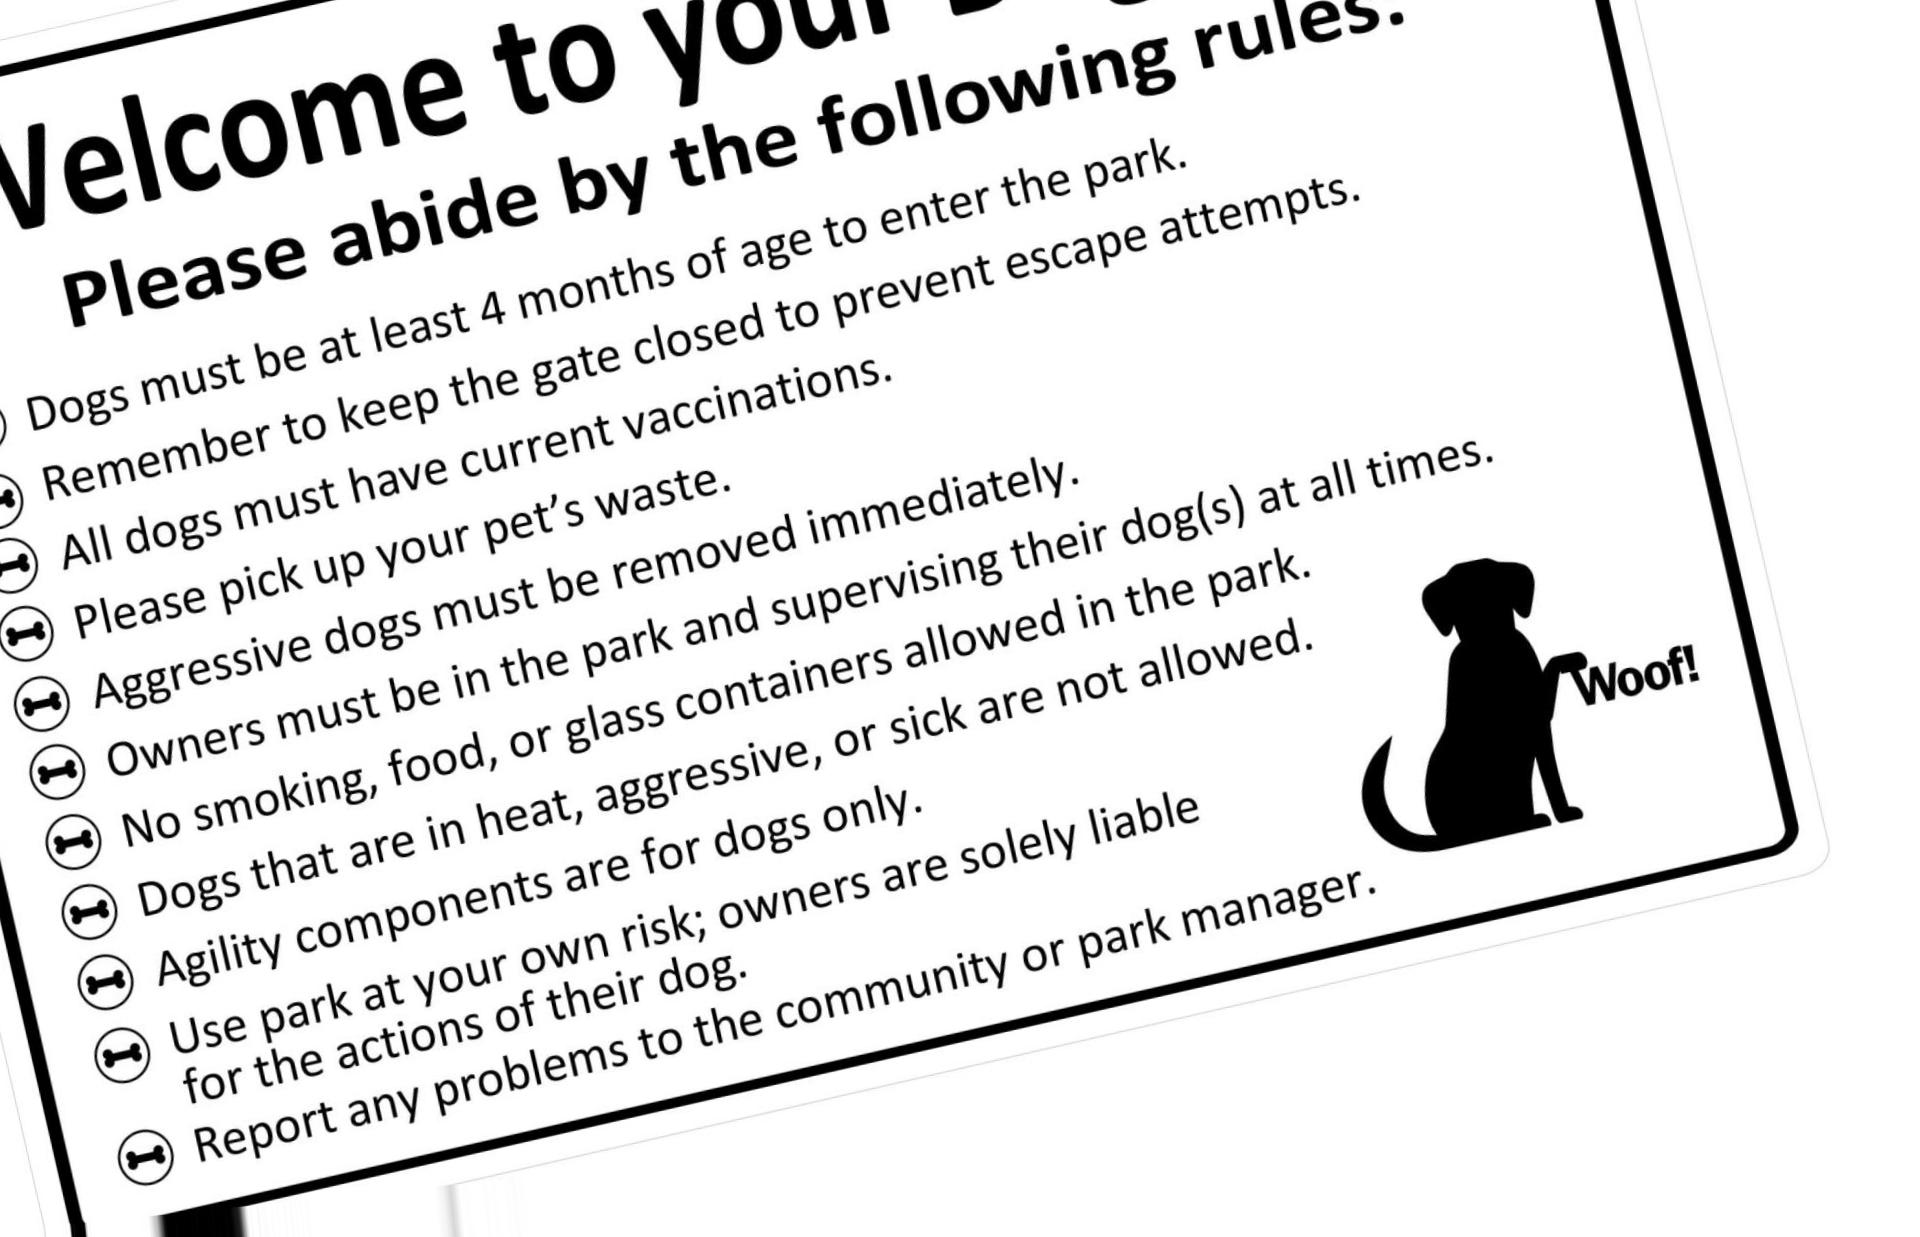 Welcome to your
Please abide by the following rules:
Dogs must be at least 4 months of age to enter the park.
Remember to keep the gate closed to prevent escape attempts.
All dogs must have current vaccinations.
Please pick up your pet’s waste.
Aggressive dogs must be removed immediately.
Owners must be in the park and supervising their dog(s) at all times.
No smoking, food, or glass containers allowed in the park.
Dogs that are in heat, aggressive, or sick are not allowed.
Agility components are for dogs only.
Use park at your own risk; owners are solely liable
for the actions of their dog.
Report any problems to the community or park manager.
Woof!